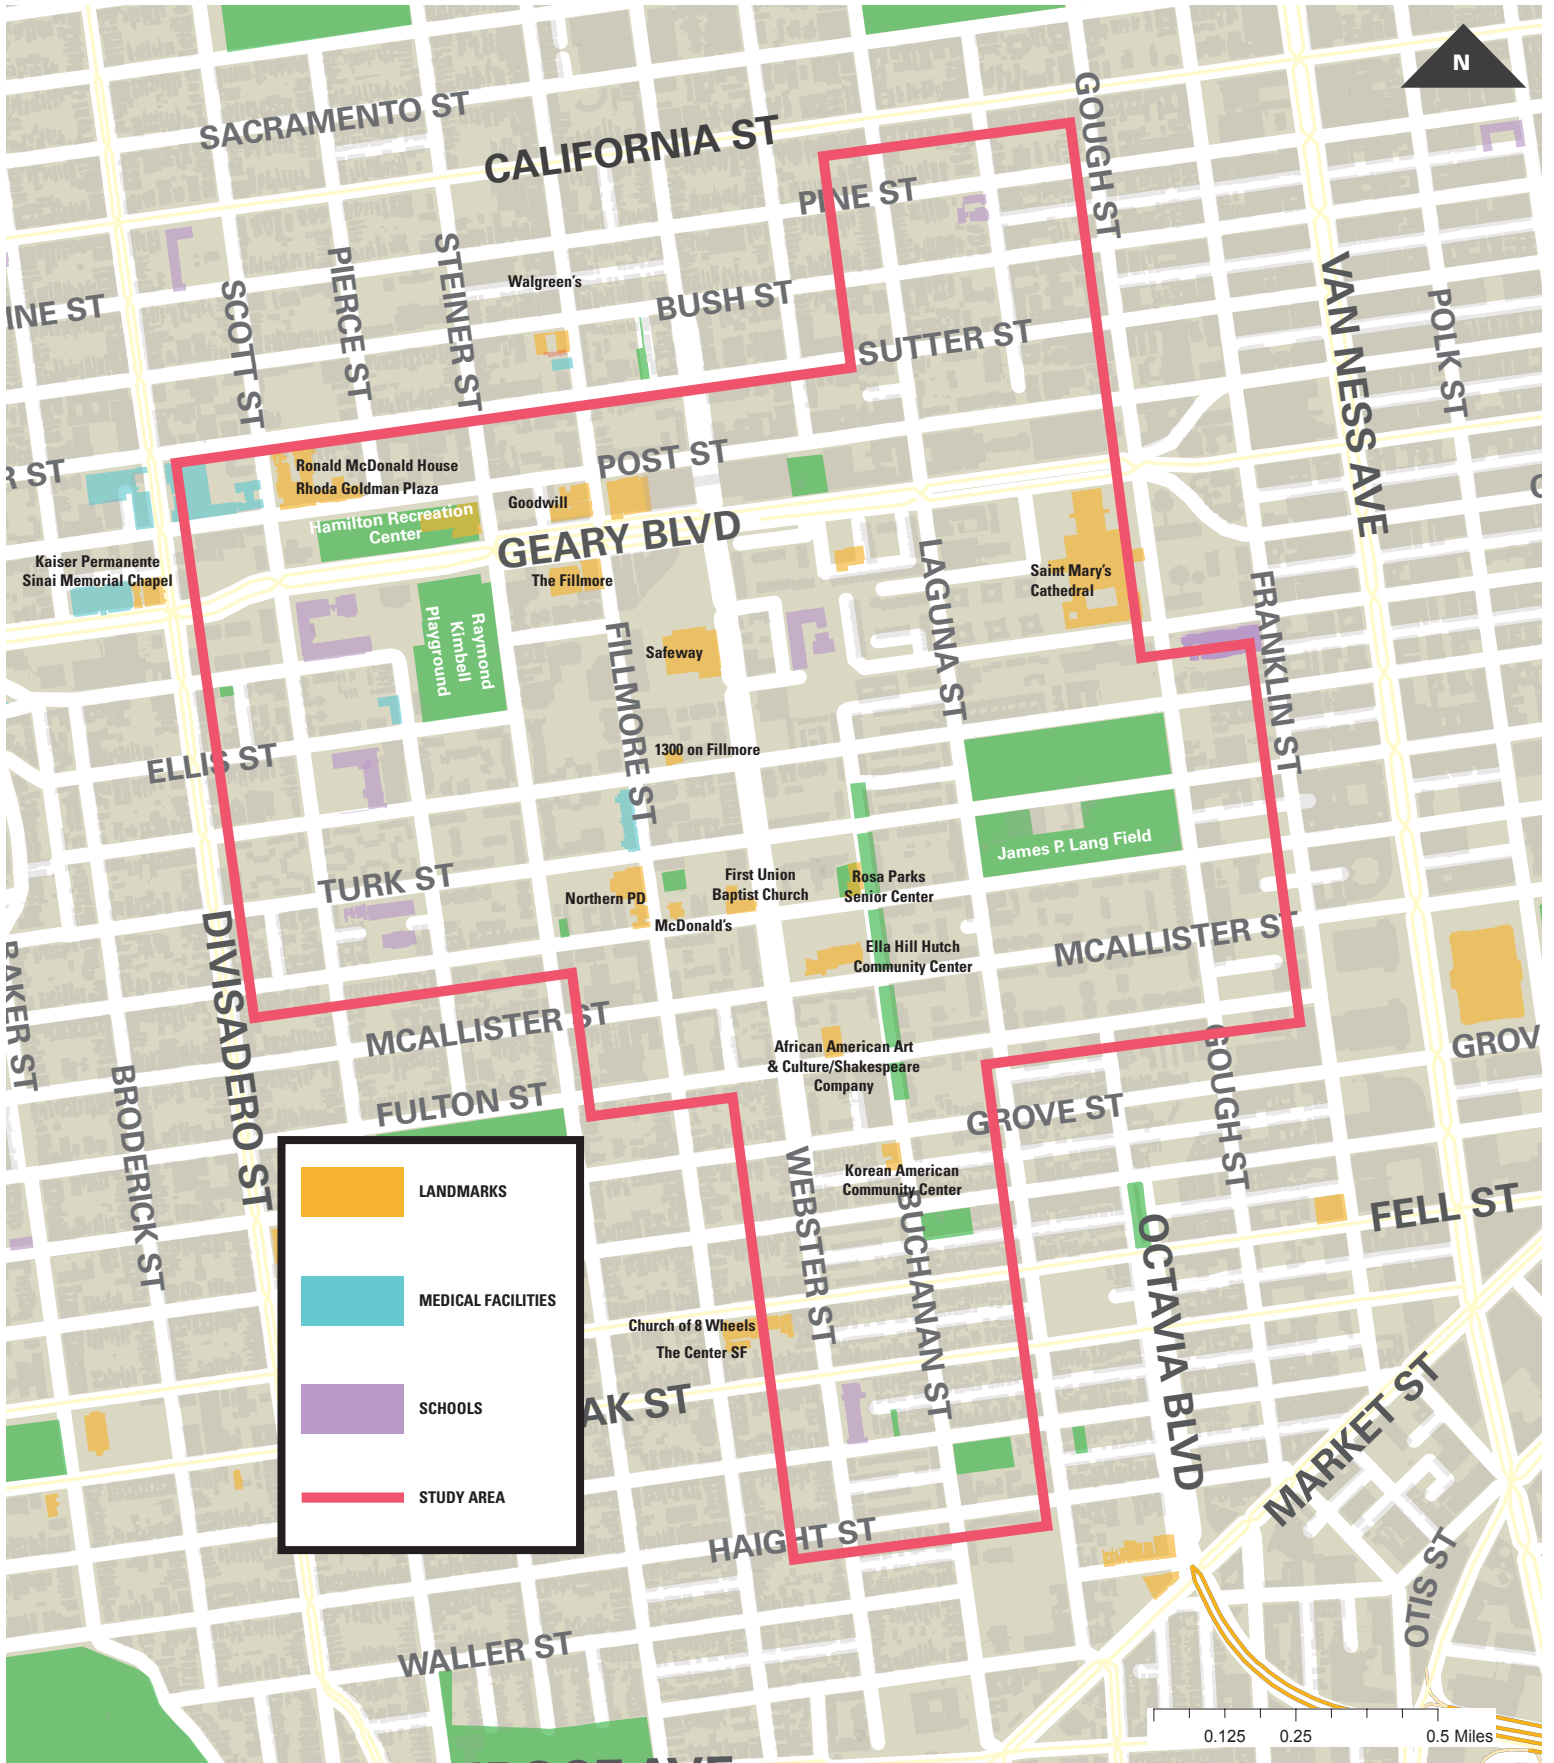 N
SACRAMENTO ST
CALIFORNIA ST
GOUGH ST
PINE ST
INE ST
SCOTT ST
PIERCE ST
STEINER ST
Walgreen's
BUSH ST
SUTTER ST
VAN NESS AVE
POLK ST
R ST
Ronald McDonald House
Rhoda Goldman Plaza
POST ST
Goodwill
Hamilton Recreation
Center
GEARY BLVD
Kaiser Permanente
Sinai Memorial Chapel
The Fillmore
Raymond
Kimbell
Playground
FILLMORE ST
Safeway
LAGUNA ST
Saint Mary's
Cathedral
FRANKLIN ST
ELLIS ST
1300 on Fillmore
James P. Lang Field
TURK ST
Northern PD
First Union
Baptist Church
McDonald's
Rosa Parks
Senior Center
Ella Hill Hutch
Community Center
MCALLISTER ST
DIVISADERO ST
BAKER ST
BRODERICK ST
MCALLISTER ST
FULTON ST
African American Art
& Culture/Shakespeare
Company
GROVE ST
GROV
GOUGH ST
Korean American
Community Center
WEBSTER ST
BUCHANAN ST
OCTAVIA BLVD
FELL ST
LANDMARKS
MEDICAL FACILITIES
SCHOOLS
STUDY AREA
Church of 8 Wheels
The Center SF
AK ST
MARKET ST
HAIGHT ST
OTIS ST
WALLER ST
0.125 0.25 0.5 Miles